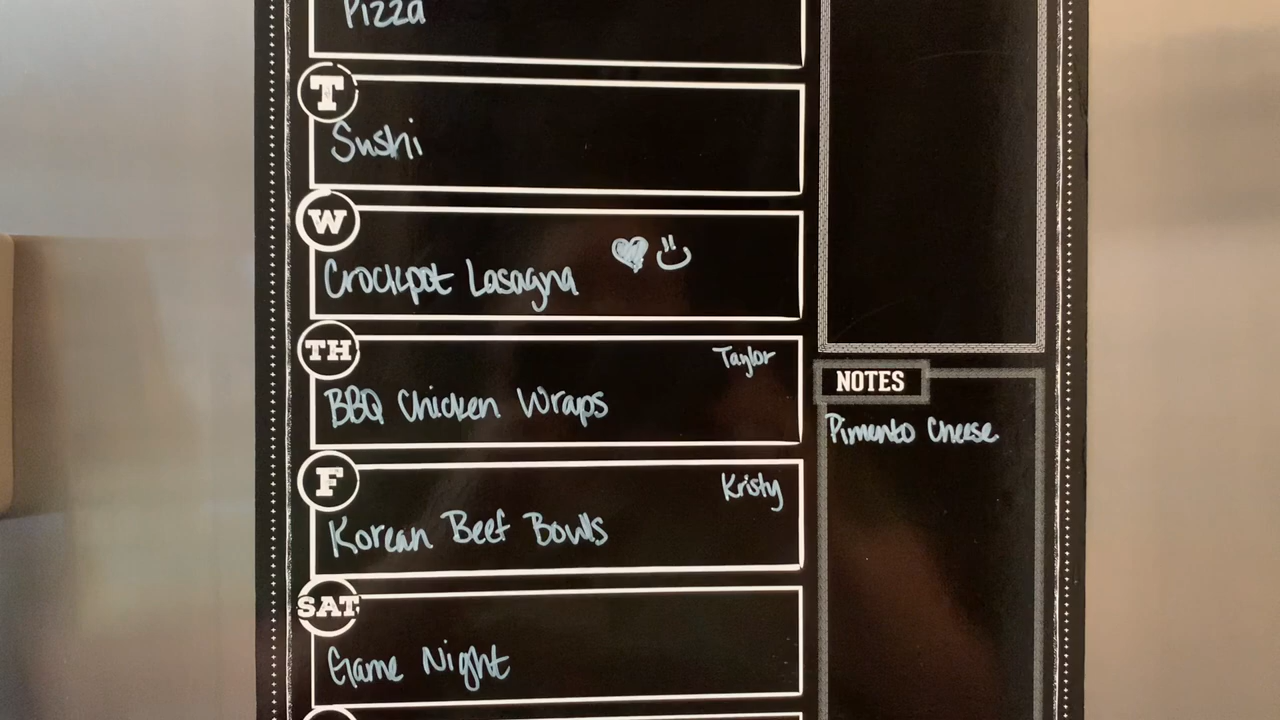 Pizza
T
Sushi
W
Crockpot Lasagna
TH
Taylor
BBQ Chicken Wraps
F
Kristy
Korean Beef Bowls
SAT
Game Night
NOTES
Pimento Cheese